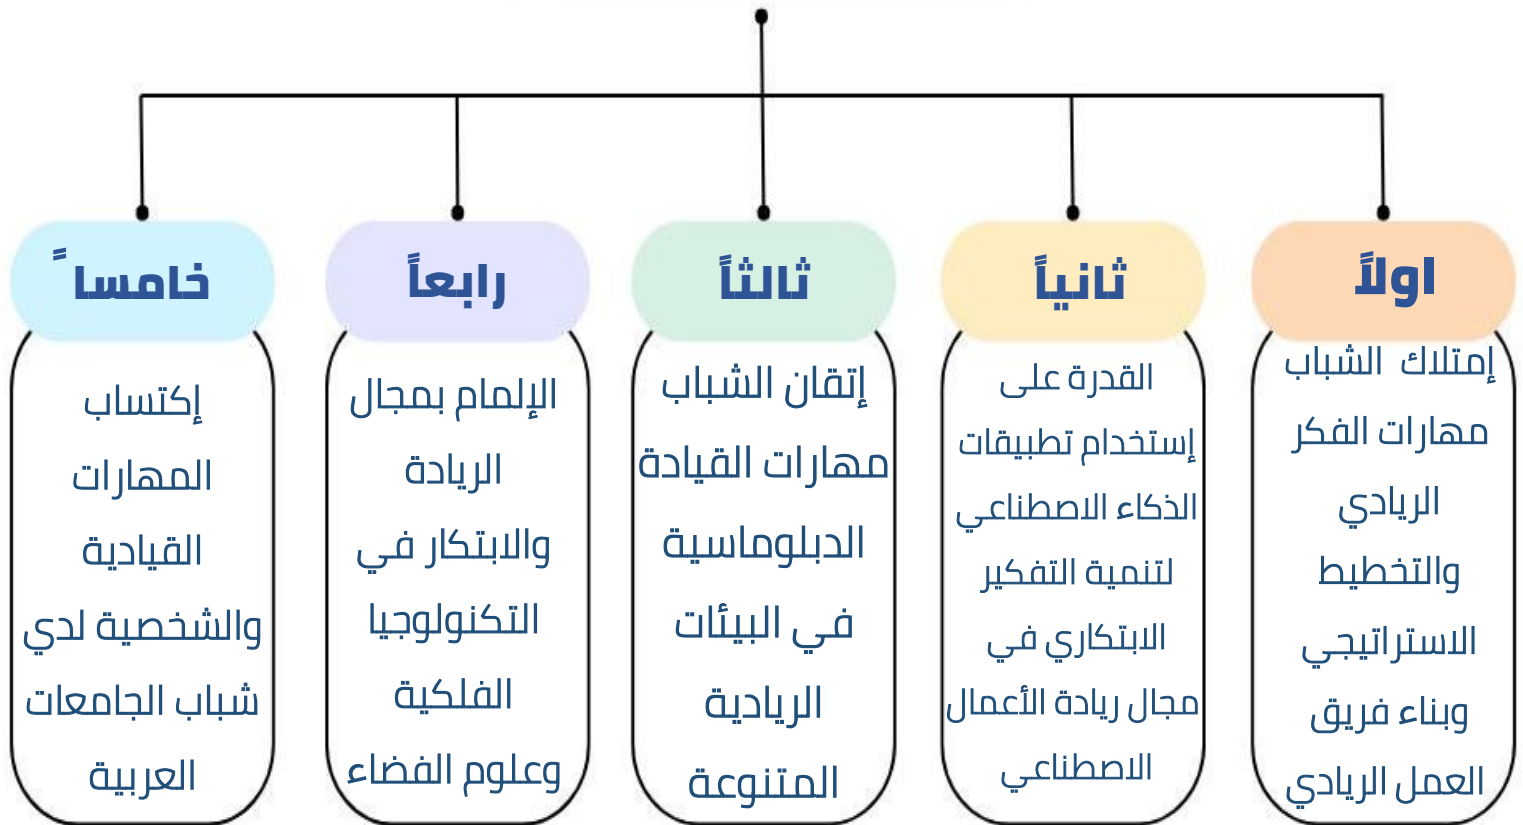 اولاً
إمتلاك الشباب
مهارات الفكر
الريادي
والتخطيط
الاستراتيجي
وبناء فريق
العمل الريادي
ثانياً
القدرة على
إستخدام تطبيقات
الذكاء الاصطناعي
لتنمية التفكير
الابتكاري في
مجال ريادة الأعمال
الاصطناعي
ثالثاً
إتقان الشباب
مهارات القيادة
الدبلوماسية
في البيئات
الريادية
المتنوعة
رابعاً
الإلمام بمجال
الريادة
والابتكار في
التكنولوجيا
الفلكية
وعلوم الفضاء
خامساً
إكتساب
المهارات
القيادية
والشخصية لدي
شباب الجامعات
العربية